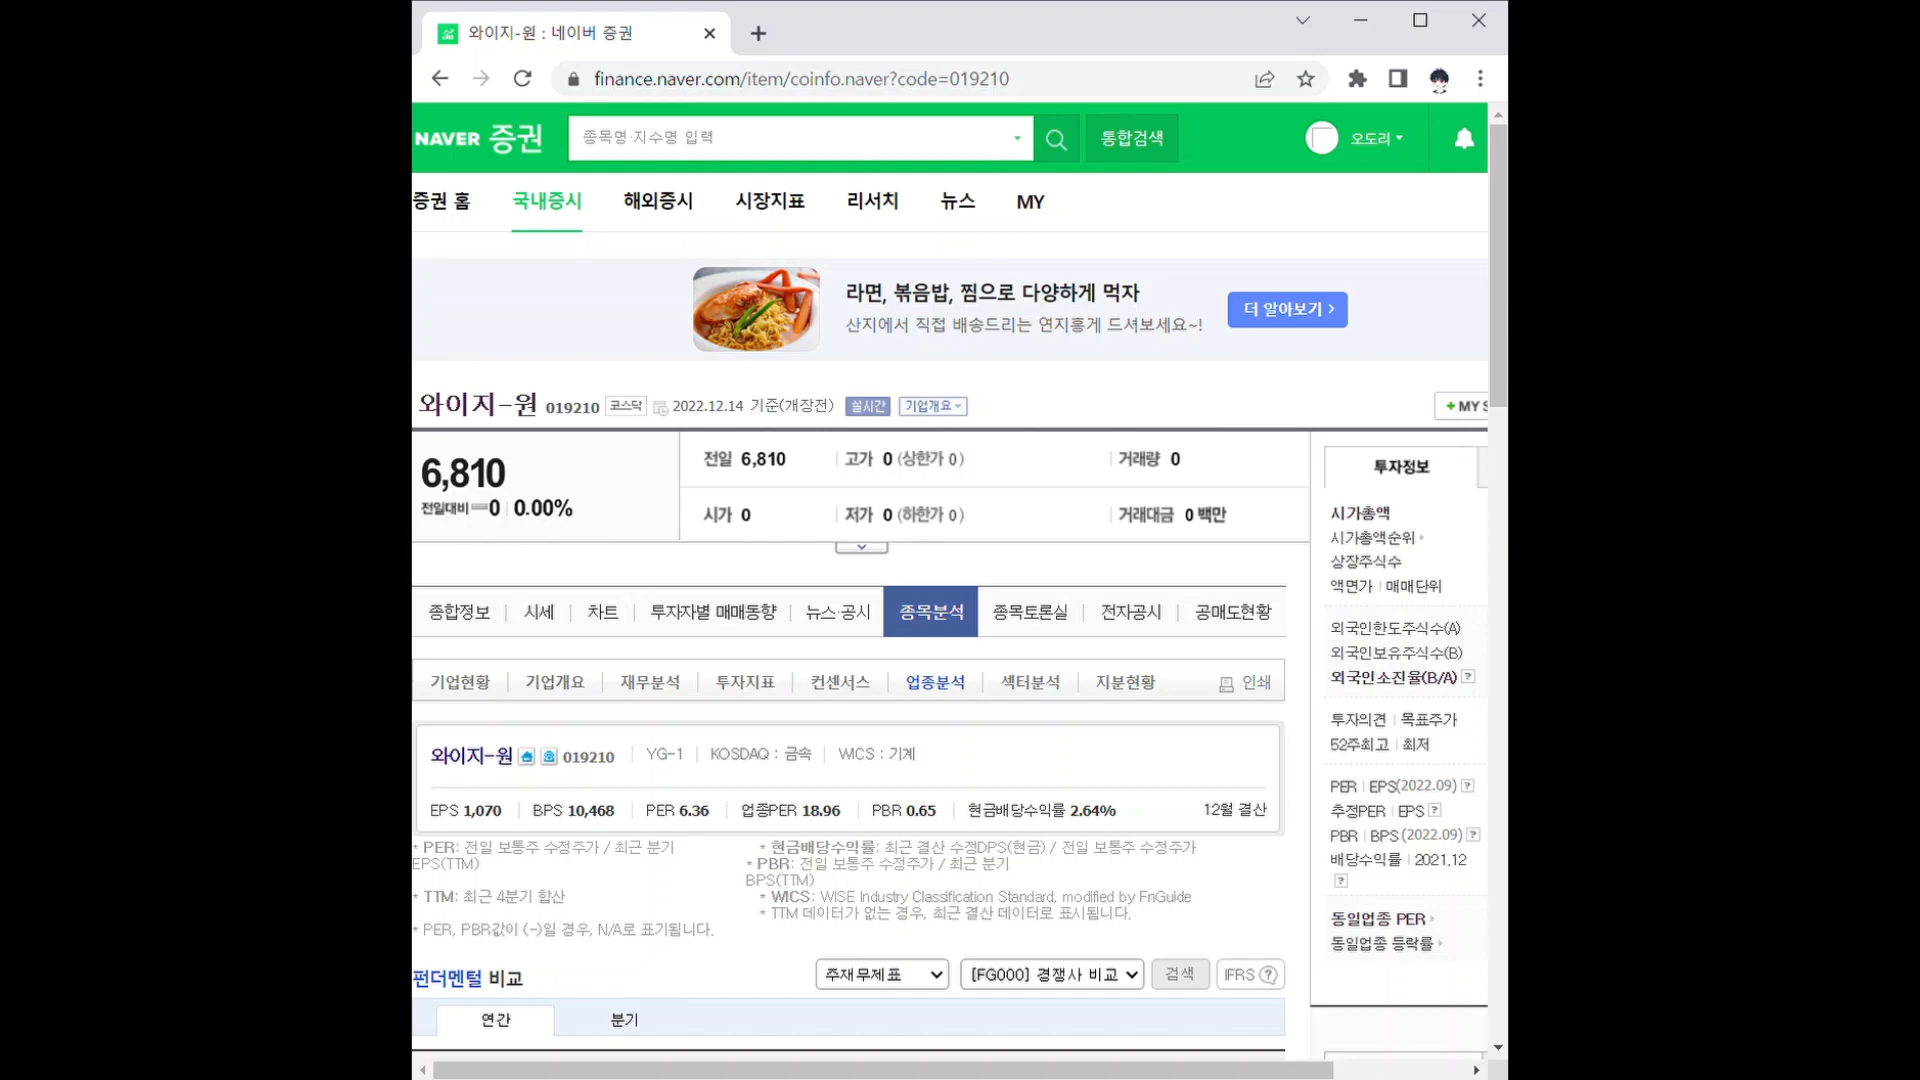 와이지-원 : 네이버 증권
finance.naver.com/item/coinfo.naver?code=019210
NAVER 증권 종목명·지수명 입력 통합검색 오도리
증권 홈 국내증시 해외증시 시장지표 리서치 뉴스 MY
라면, 볶음밥, 찜으로 다양하게 먹자
산지에서 직접 배송드리는 연지홍게 드셔보세요~!
더 알아보기 >
와이지-원 019210 코스닥 2022.12.14 기준(개장전) 실시간 기업개요 + MY S
6,810
전일대비 0 0.00%
전일 6,810 고가 0 (상한가 0) 거래량 0
시가 0 저가 0 (하한가 0) 거래대금 0 백만
종합정보 시세 차트 투자자별 매매동향 뉴스·공시 종목분석 종목토론실 전자공시 공매도현황
기업현황 기업개요 재무분석 투자지표 컨센서스 업종분석 섹터분석 지분현황 인쇄
와이지-원 019210 YG-1 KOSDAQ : 금속 WICS : 기계
EPS 1,070 BPS 10,468 PER 6.36 업종PER 18.96 PBR 0.65 현금배당수익률 2.64% 12월 결산
* PER: 전일 보통주 수정주가 / 최근 분기
EPS(TTM)
* TTM: 최근 4분기 합산
* PER, PBR값이 (-)일 경우, N/A로 표기됩니다.
* 현금배당수익률: 최근 결산 수정DPS(현금) / 전일 보통주 수정주가
* PBR: 전일 보통주 수정주가 / 최근 분기
BPS(TTM)
* WICS: WISE Industry Classification Standard, modified by FnGuide
* TTM 데이터가 없는 경우, 최근 결산 데이터로 표시됩니다.
펀더멘털 비교 주재무제표 [FG000] 경쟁사 비교 검색 IFRS ?
연간 분기
투자정보
시가총액
시가총액순위
상장주식수
액면가 | 매매단위
외국인한도주식수(A)
외국인보유주식수(B)
외국인소진율(B/A) ?
투자의견 | 목표주가
52주최고 | 최저
PER | EPS(2022.09) ?
추정PER | EPS ?
PBR | BPS (2022.09) ?
배당수익률 | 2021.12
?
동일업종 PER
동일업종 등락률